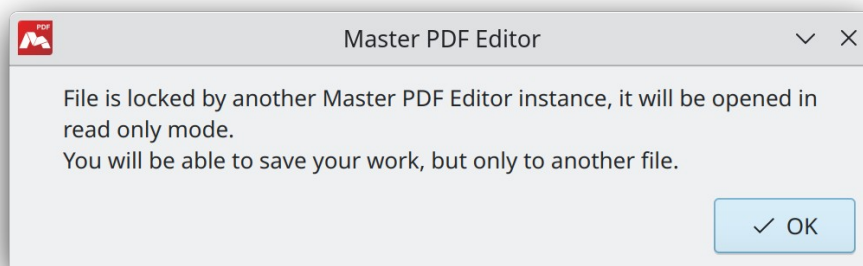 PDF
Master PDF Editor
File is locked by another Master PDF Editor instance, it will be opened in
read only mode.
You will be able to save your work, but only to another file.
OK